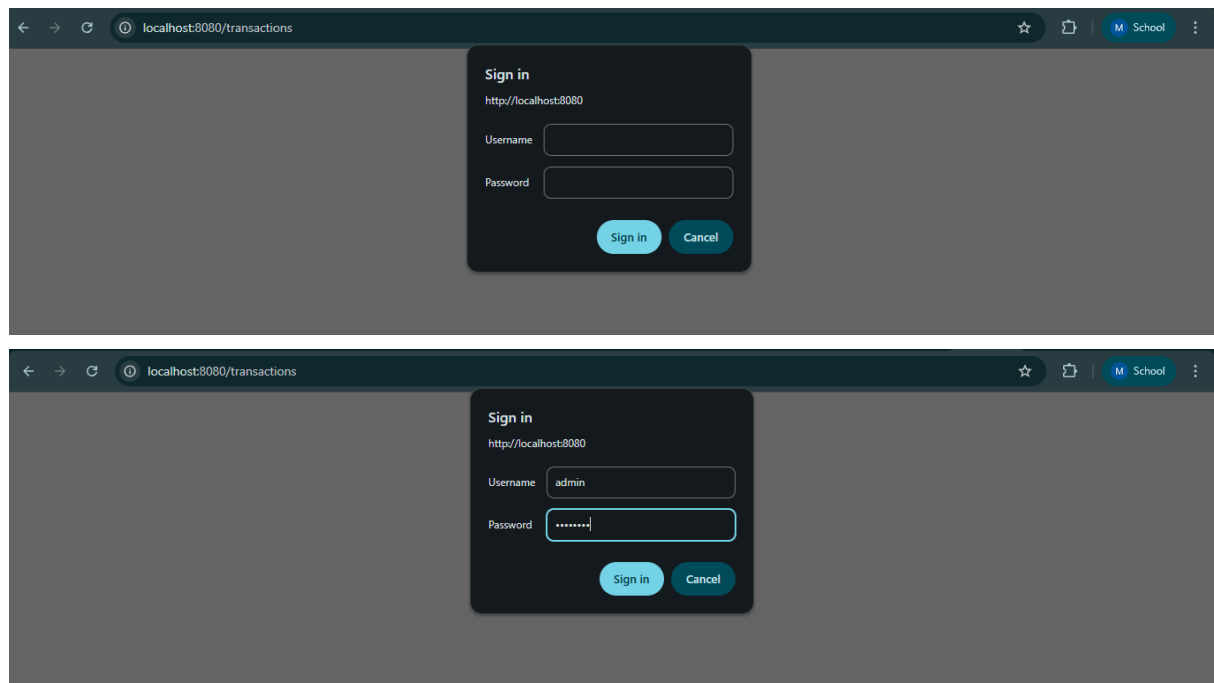 localhost:8080/transactions
M School
Sign in
http://localhost:8080
Username
Password
Sign in Cancel
localhost:8080/transactions
M School
Sign in
http://localhost:8080
Username admin
Password ••••••••
Sign in Cancel